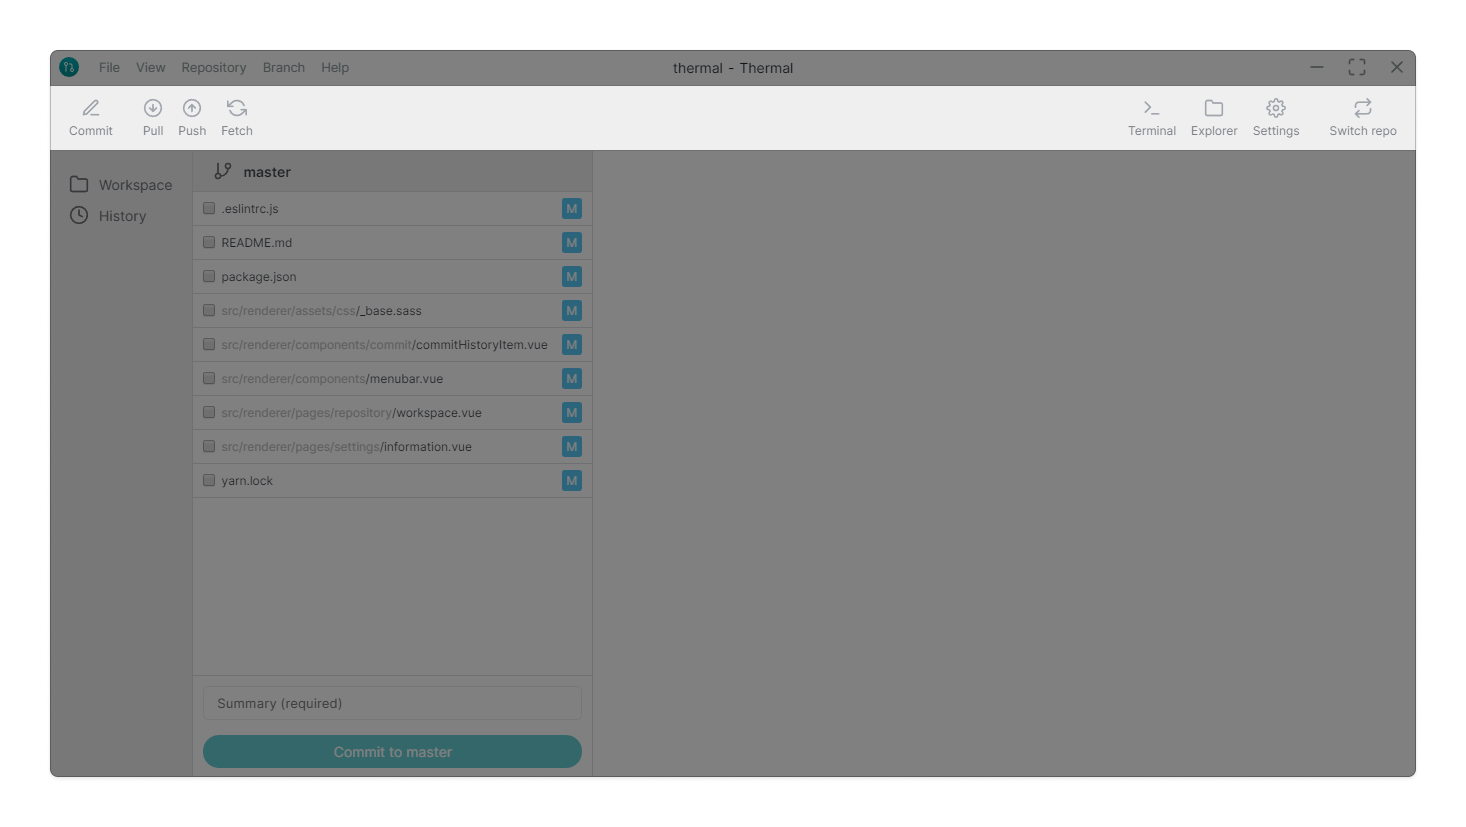 File View Repository Branch Help thermal - Thermal
Commit Pull Push Fetch Terminal Explorer Settings Switch repo
Workspace
History
master
.eslintrc.js M
README.md M
package.json M
src/renderer/assets/css/_base.sass M
src/renderer/components/commit/commitHistoryItem.vue M
src/renderer/components/menubar.vue M
src/renderer/pages/repository/workspace.vue M
src/renderer/pages/settings/information.vue M
yarn.lock M
Summary (required)
Commit to master